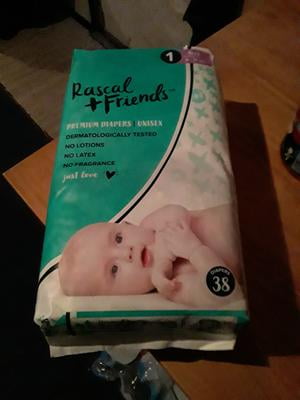 1
Rascal
+Friends
PREMIUM DIAPERS | UNISEX
DERMATOLOGICALLY TESTED
NO LOTIONS
NO LATEX
NO FRAGRANCE
just love
DIAPERS
38